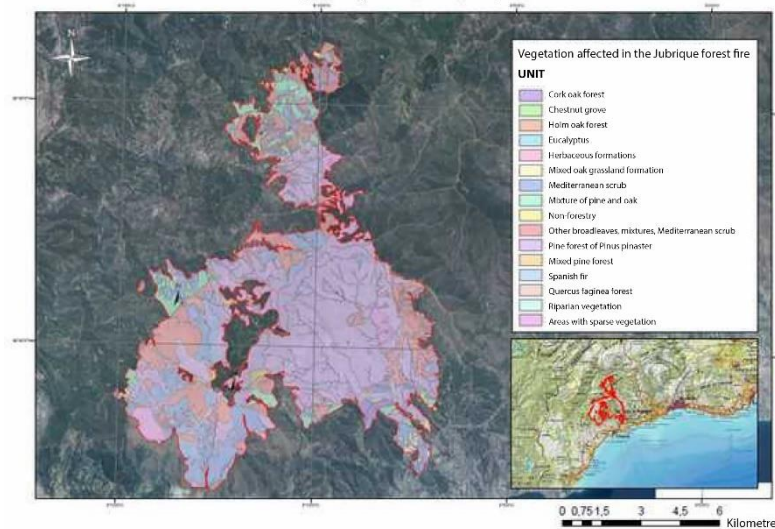 N
Vegetation affected in the Jubrique forest fire
UNIT
Cork oak forest
Chestnut grove
Holm oak forest
Eucalyptus
Herbaceous formations
Mixed oak grassland formation
Mediterranean scrub
Mixture of pine and oak
Non-forestry
Other broadleaves, mixtures, Mediterranean scrub
Pine forest of Pinus pinaster
Mixed pine forest
Spanish fir
Quercus faginea forest
Riparian vegetation
Areas with sparse vegetation
0 0,75 1,5 3 4,5 6
Kilometre